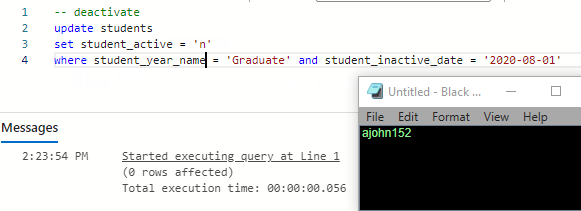 1 -- deactivate
2 update students
3 set student_active = 'n'
4 where student_year_name = 'Graduate' and student_inactive_date = '2020-08-01'
Messages
2:23:54 PM Started executing query at Line 1
(0 rows affected)
Total execution time: 00:00:00.056
Untitled - Black ...
File Edit Format View Help
ajohn152